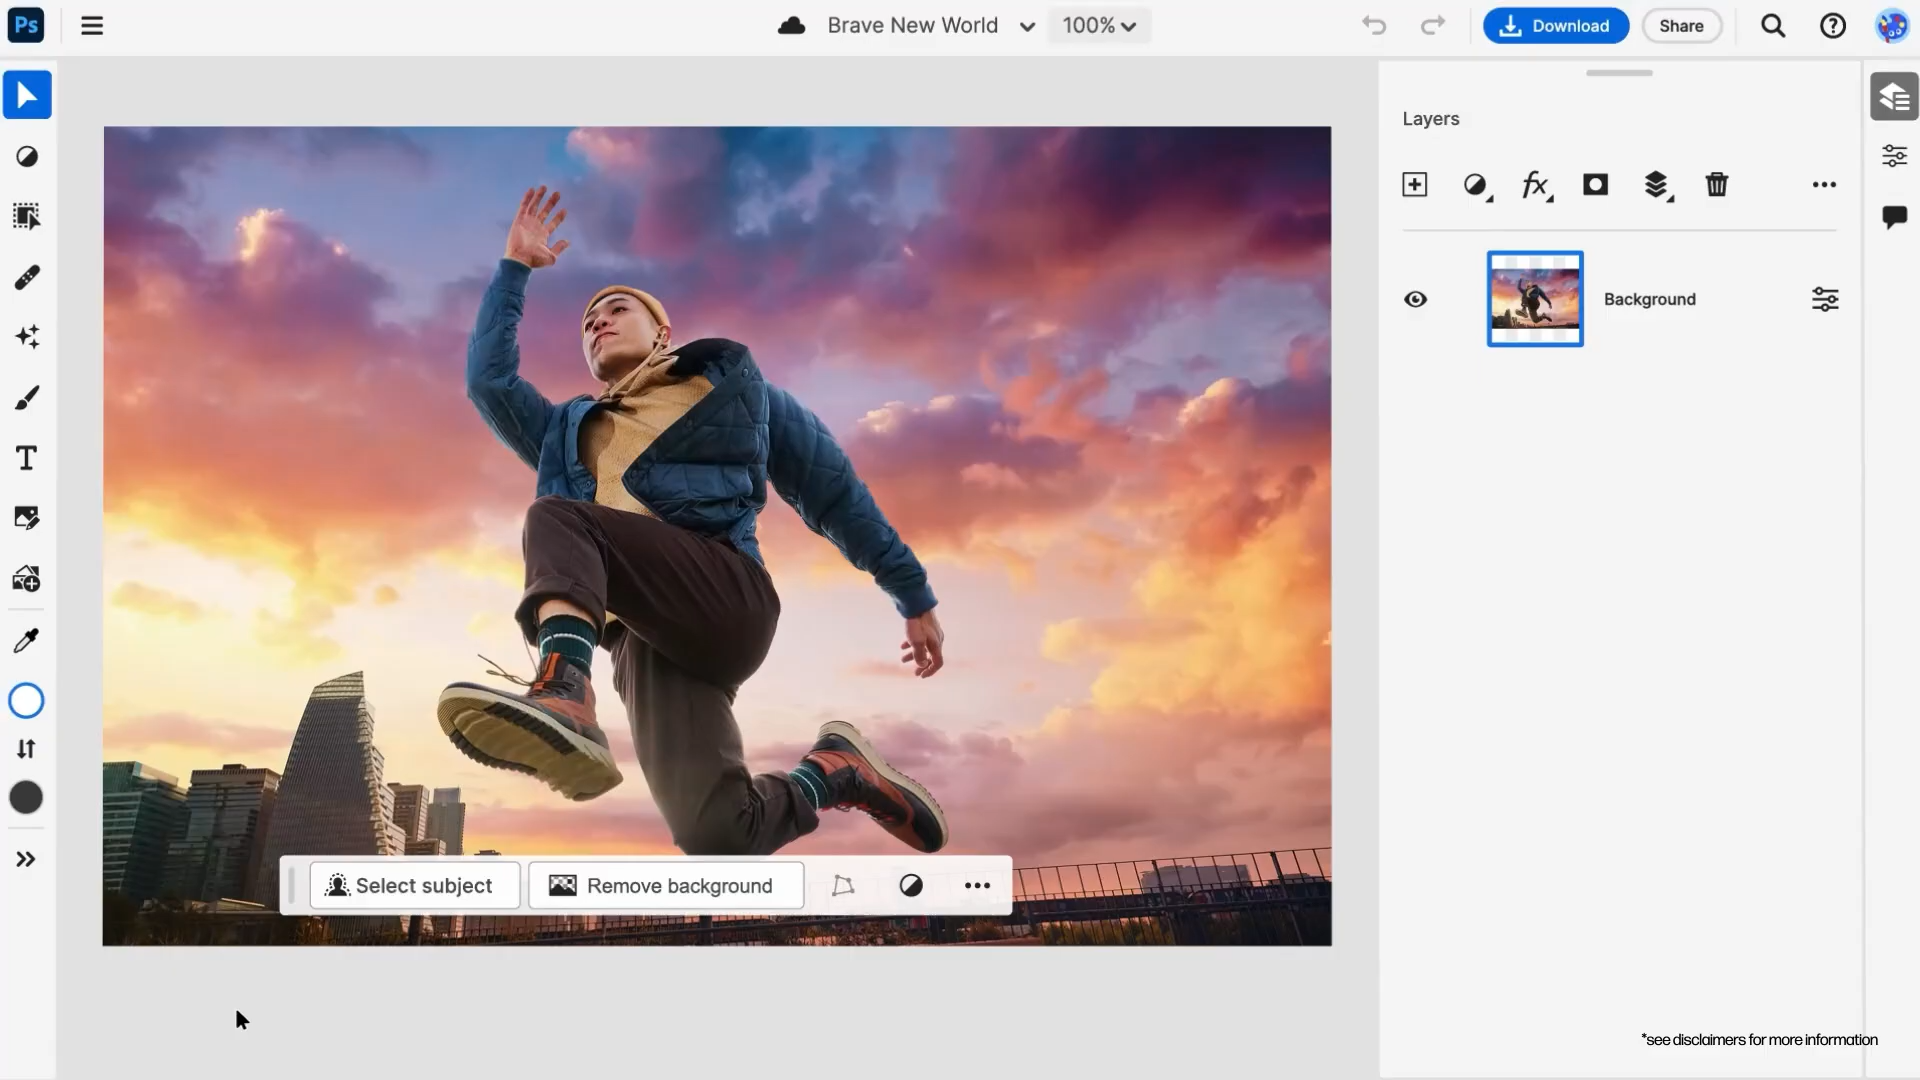 Ps
Brave New World
100%
Download
Share
Layers
fx
Background
T
Select subject
Remove background
*see disclaimers for more information